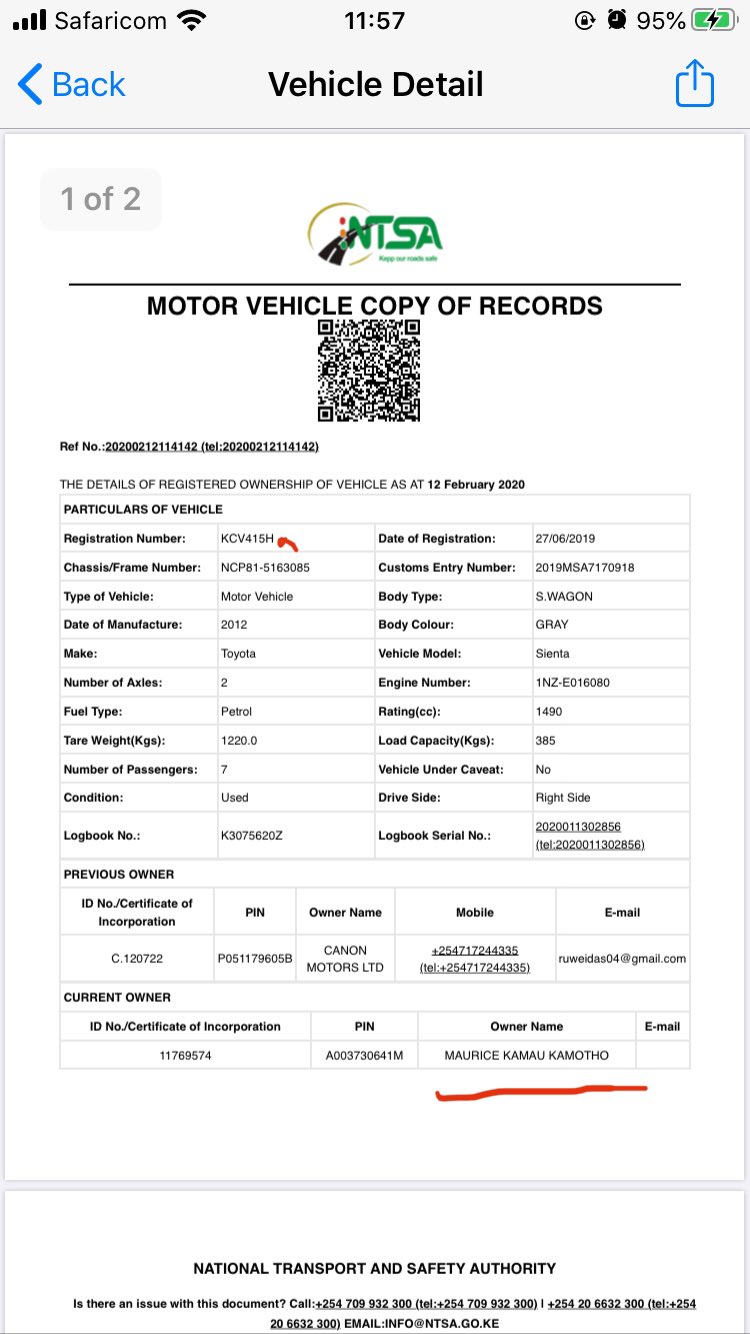 Safaricom 11:57 95%
Back Vehicle Detail
1 of 2
NTSA
Kepp our roads safe
MOTOR VEHICLE COPY OF RECORDS
Ref No.:20200212114142 (tel:20200212114142)
THE DETAILS OF REGISTERED OWNERSHIP OF VEHICLE AS AT 12 February 2020
PARTICULARS OF VEHICLE
Registration Number: KCV415H Date of Registration: 27/06/2019
Chassis/Frame Number: NCP81-5163085 Customs Entry Number: 2019MSA7170918
Type of Vehicle: Motor Vehicle Body Type: S.WAGON
Date of Manufacture: 2012 Body Colour: GRAY
Make: Toyota Vehicle Model: Sienta
Number of Axles: 2 Engine Number: 1NZ-E016080
Fuel Type: Petrol Rating(cc): 1490
Tare Weight(Kgs): 1220.0 Load Capacity(Kgs): 385
Number of Passengers: 7 Vehicle Under Caveat: No
Condition: Used Drive Side: Right Side
Logbook No.: K3075620Z Logbook Serial No.: 2020011302856
(tel:2020011302856)
PREVIOUS OWNER
ID No./Certificate of
Incorporation PIN Owner Name Mobile E-mail
C.120722 P051179605B CANON
MOTORS LTD +254717244335
(tel:+254717244335) ruweidas04@gmail.com
CURRENT OWNER
ID No./Certificate of Incorporation PIN Owner Name E-mail
11769574 A003730641M MAURICE KAMAU KAMOTHO
NATIONAL TRANSPORT AND SAFETY AUTHORITY
Is there an issue with this document? Call:+254 709 932 300 (tel:+254 709 932 300) | +254 20 6632 300 (tel:+254
20 6632 300) EMAIL:INFO@NTSA.GO.KE